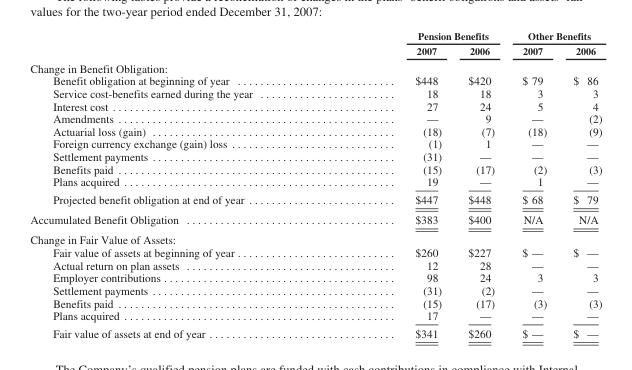 values for the two-year period ended December 31, 2007:
Pension Benefits Other Benefits
2007 2006 2007 2006
Change in Benefit Obligation:
Benefit obligation at beginning of year . . . . . . . . . . . . . . . . . . . . . . . . . . . . . . $448 $420 $ 79 $ 86
Service cost-benefits earned during the year . . . . . . . . . . . . . . . . . . . . . . . . . . 18 18 3 3
Interest cost . . . . . . . . . . . . . . . . . . . . . . . . . . . . . . . . . . . . . . . . . . . . . . . . . . . . 27 24 5 4
Amendments . . . . . . . . . . . . . . . . . . . . . . . . . . . . . . . . . . . . . . . . . . . . . . . . . . . — 9 — (2)
Actuarial loss (gain) . . . . . . . . . . . . . . . . . . . . . . . . . . . . . . . . . . . . . . . . . . . . . . (18) (7) (18) (9)
Foreign currency exchange (gain) loss . . . . . . . . . . . . . . . . . . . . . . . . . . . . . . . (1) 1 — —
Settlement payments . . . . . . . . . . . . . . . . . . . . . . . . . . . . . . . . . . . . . . . . . . . . . (31) — — —
Benefits paid . . . . . . . . . . . . . . . . . . . . . . . . . . . . . . . . . . . . . . . . . . . . . . . . . . . (15) (17) (2) (3)
Plans acquired . . . . . . . . . . . . . . . . . . . . . . . . . . . . . . . . . . . . . . . . . . . . . . . . . . 19 — 1 —
Projected benefit obligation at end of year . . . . . . . . . . . . . . . . . . . . . . . . . . . . $447 $448 $ 68 $ 79
Accumulated Benefit Obligation . . . . . . . . . . . . . . . . . . . . . . . . . . . . . . . . . . . . . . . $383 $400 N/A N/A
Change in Fair Value of Assets:
Fair value of assets at beginning of year . . . . . . . . . . . . . . . . . . . . . . . . . . . . . $260 $227 $ — $ —
Actual return on plan assets . . . . . . . . . . . . . . . . . . . . . . . . . . . . . . . . . . . . . . . 12 28 — —
Employer contributions . . . . . . . . . . . . . . . . . . . . . . . . . . . . . . . . . . . . . . . . . . . 98 24 3 3
Settlement payments . . . . . . . . . . . . . . . . . . . . . . . . . . . . . . . . . . . . . . . . . . . . . (31) (2) — —
Benefits paid . . . . . . . . . . . . . . . . . . . . . . . . . . . . . . . . . . . . . . . . . . . . . . . . . . . (15) (17) (3) (3)
Plans acquired . . . . . . . . . . . . . . . . . . . . . . . . . . . . . . . . . . . . . . . . . . . . . . . . . . 17 — — —
Fair value of assets at end of year . . . . . . . . . . . . . . . . . . . . . . . . . . . . . . . . . . . $341 $260 $ — $ —
The Company's qualified pension plans are funded with cash contributions in compliance with Internal